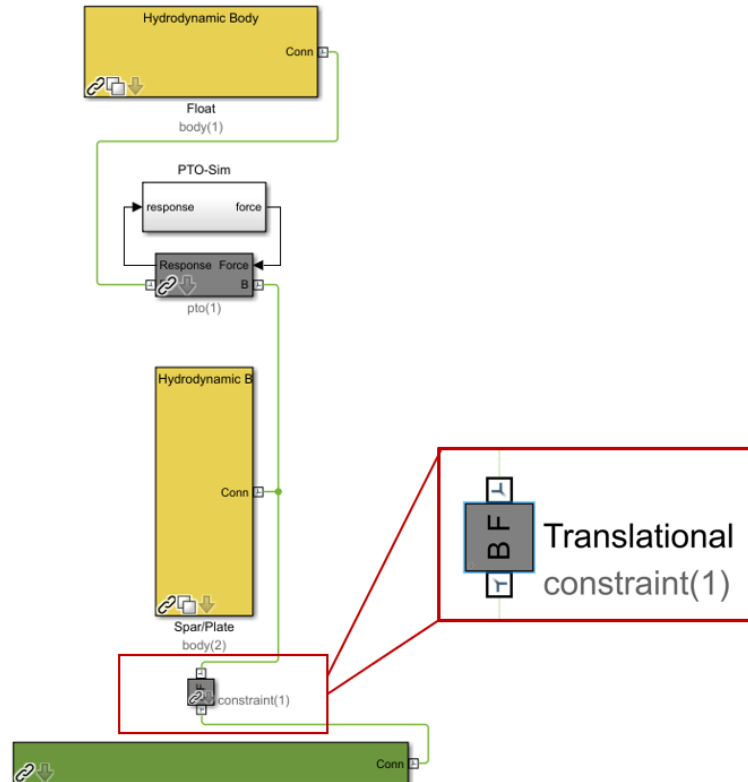 Hydrodynamic Body
Conn
Float
body(1)
PTO-Sim
response force
Response Force
B
pto(1)
Hydrodynamic B
Conn
Spar/Plate
body(2)
B F
Translational
constraint(1)
F
constraint(1)
Conn